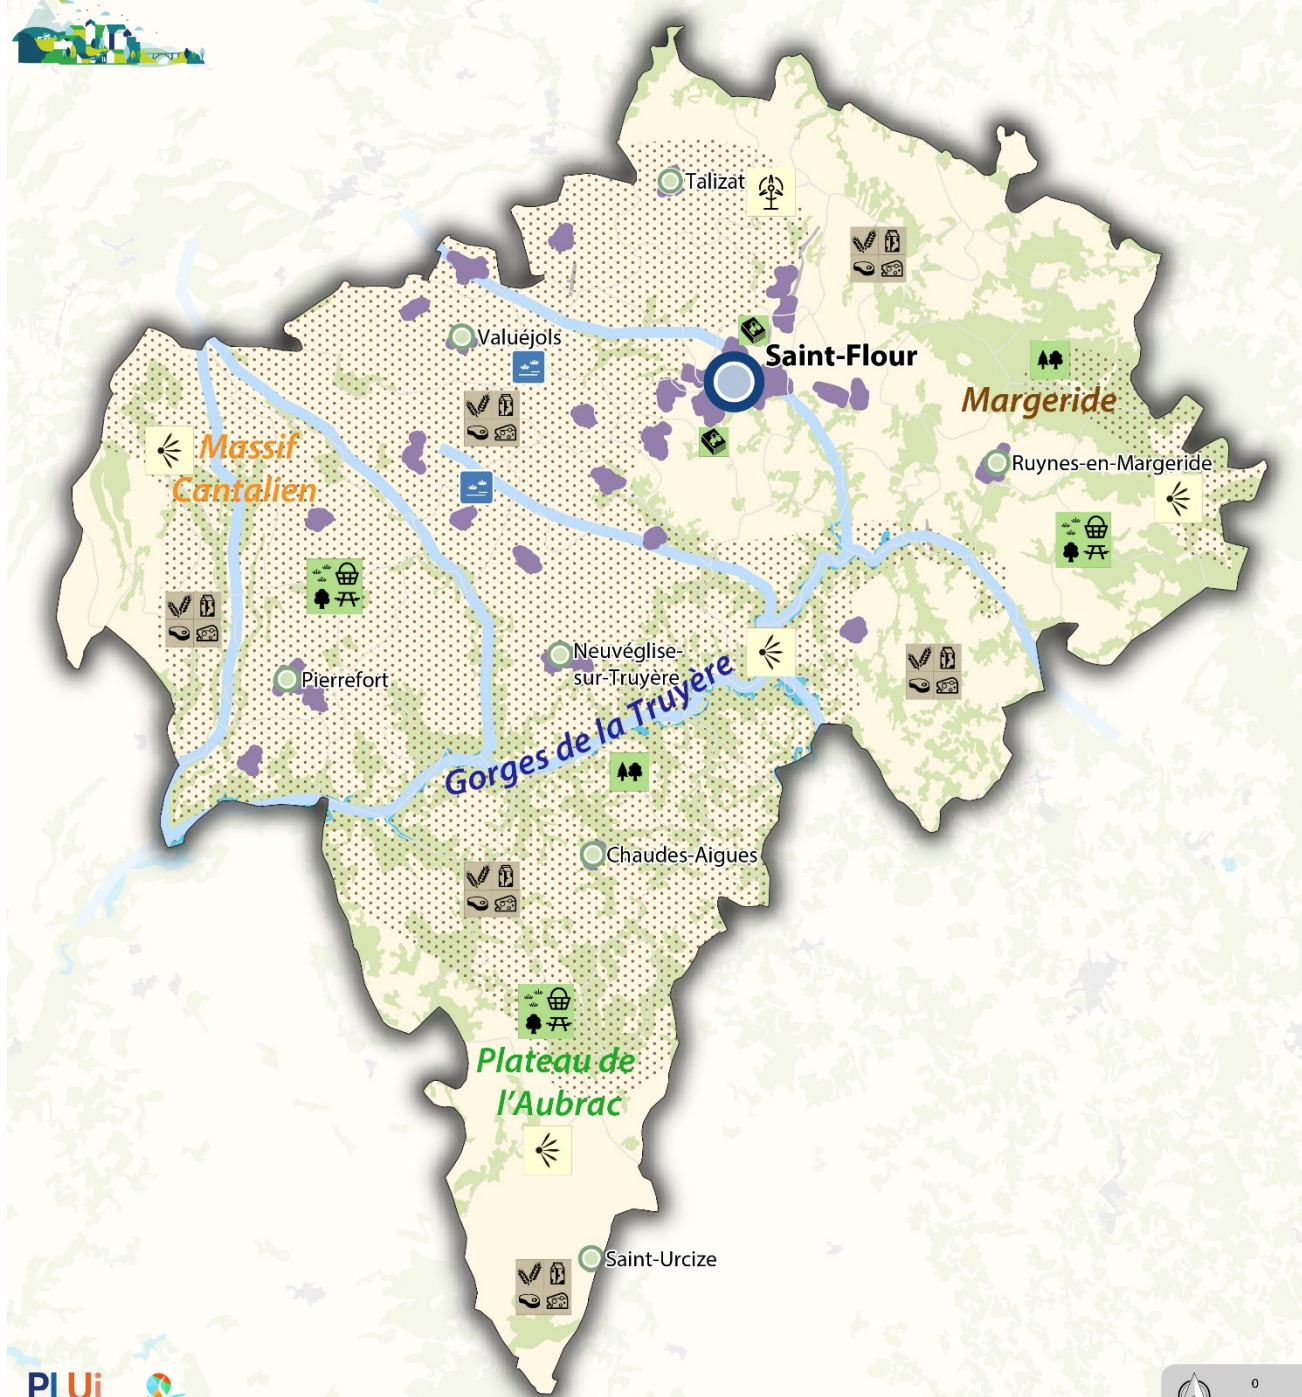 Talizat
Valuéjols
Saint-Flour
Margeride
Massif
Cantalien
Ruynes-en-Margeride
Neuvéglise-
sur-Truyère
Pierrefort
Gorges de la Truyère
Chaudes-Aigues
Plateau de
l'Aubrac
Saint-Urcize
PLUi
0